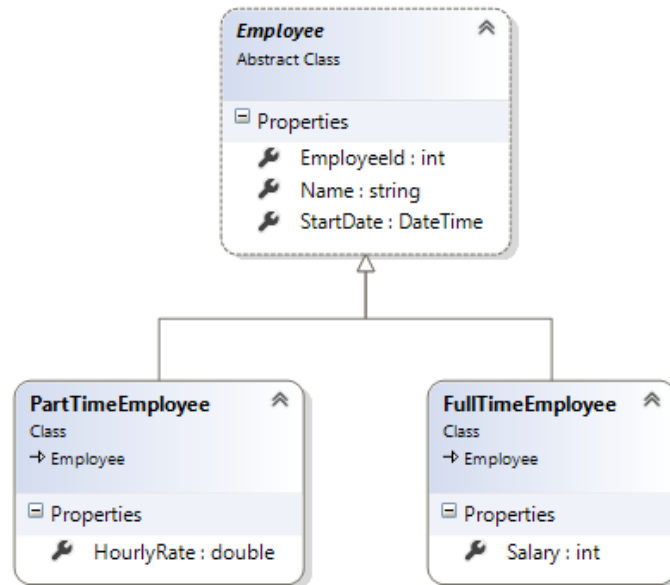 Employee
Abstract Class
Properties
EmployeeId : int
Name : string
StartDate : DateTime
PartTimeEmployee
Class
Employee
Properties
HourlyRate : double
FullTimeEmployee
Class
Employee
Properties
Salary : int